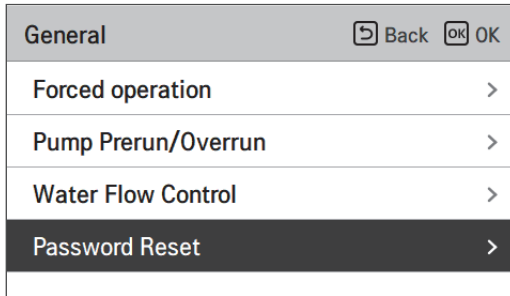 General Back OK OK
Forced operation >
Pump Prerun/Overrun >
Water Flow Control >
Password Reset >